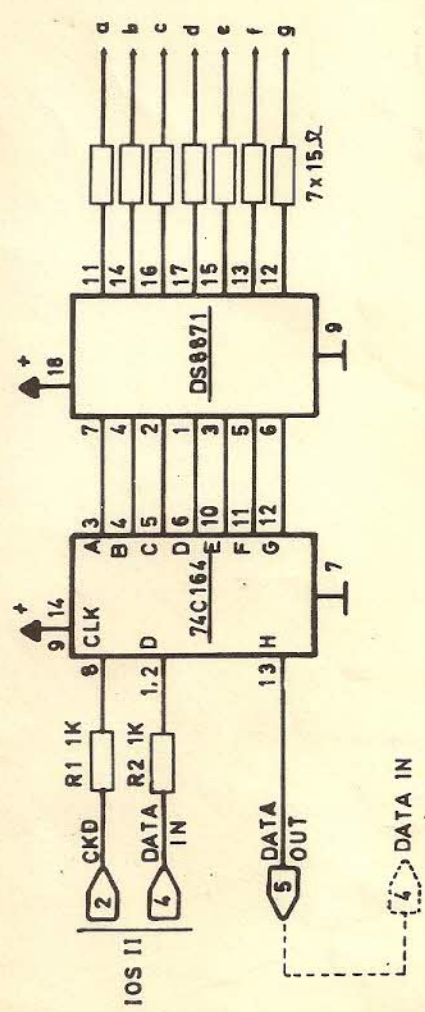 IOS II
2
CKD
R1 1K
8
4
DATA
IN
R2 1K
1,2
5
DATA
OUT
13
4
DATA IN
+
9
14
CLK
D
H
74C164
7
A 3
B 4
C 5
D 6
E 10
F 11
G 12
7
4
2
1
3
5
6
+
18
DS8871
9
11
14
16
17
15
13
12
7x15Ω
a
b
c
d
e
f
g